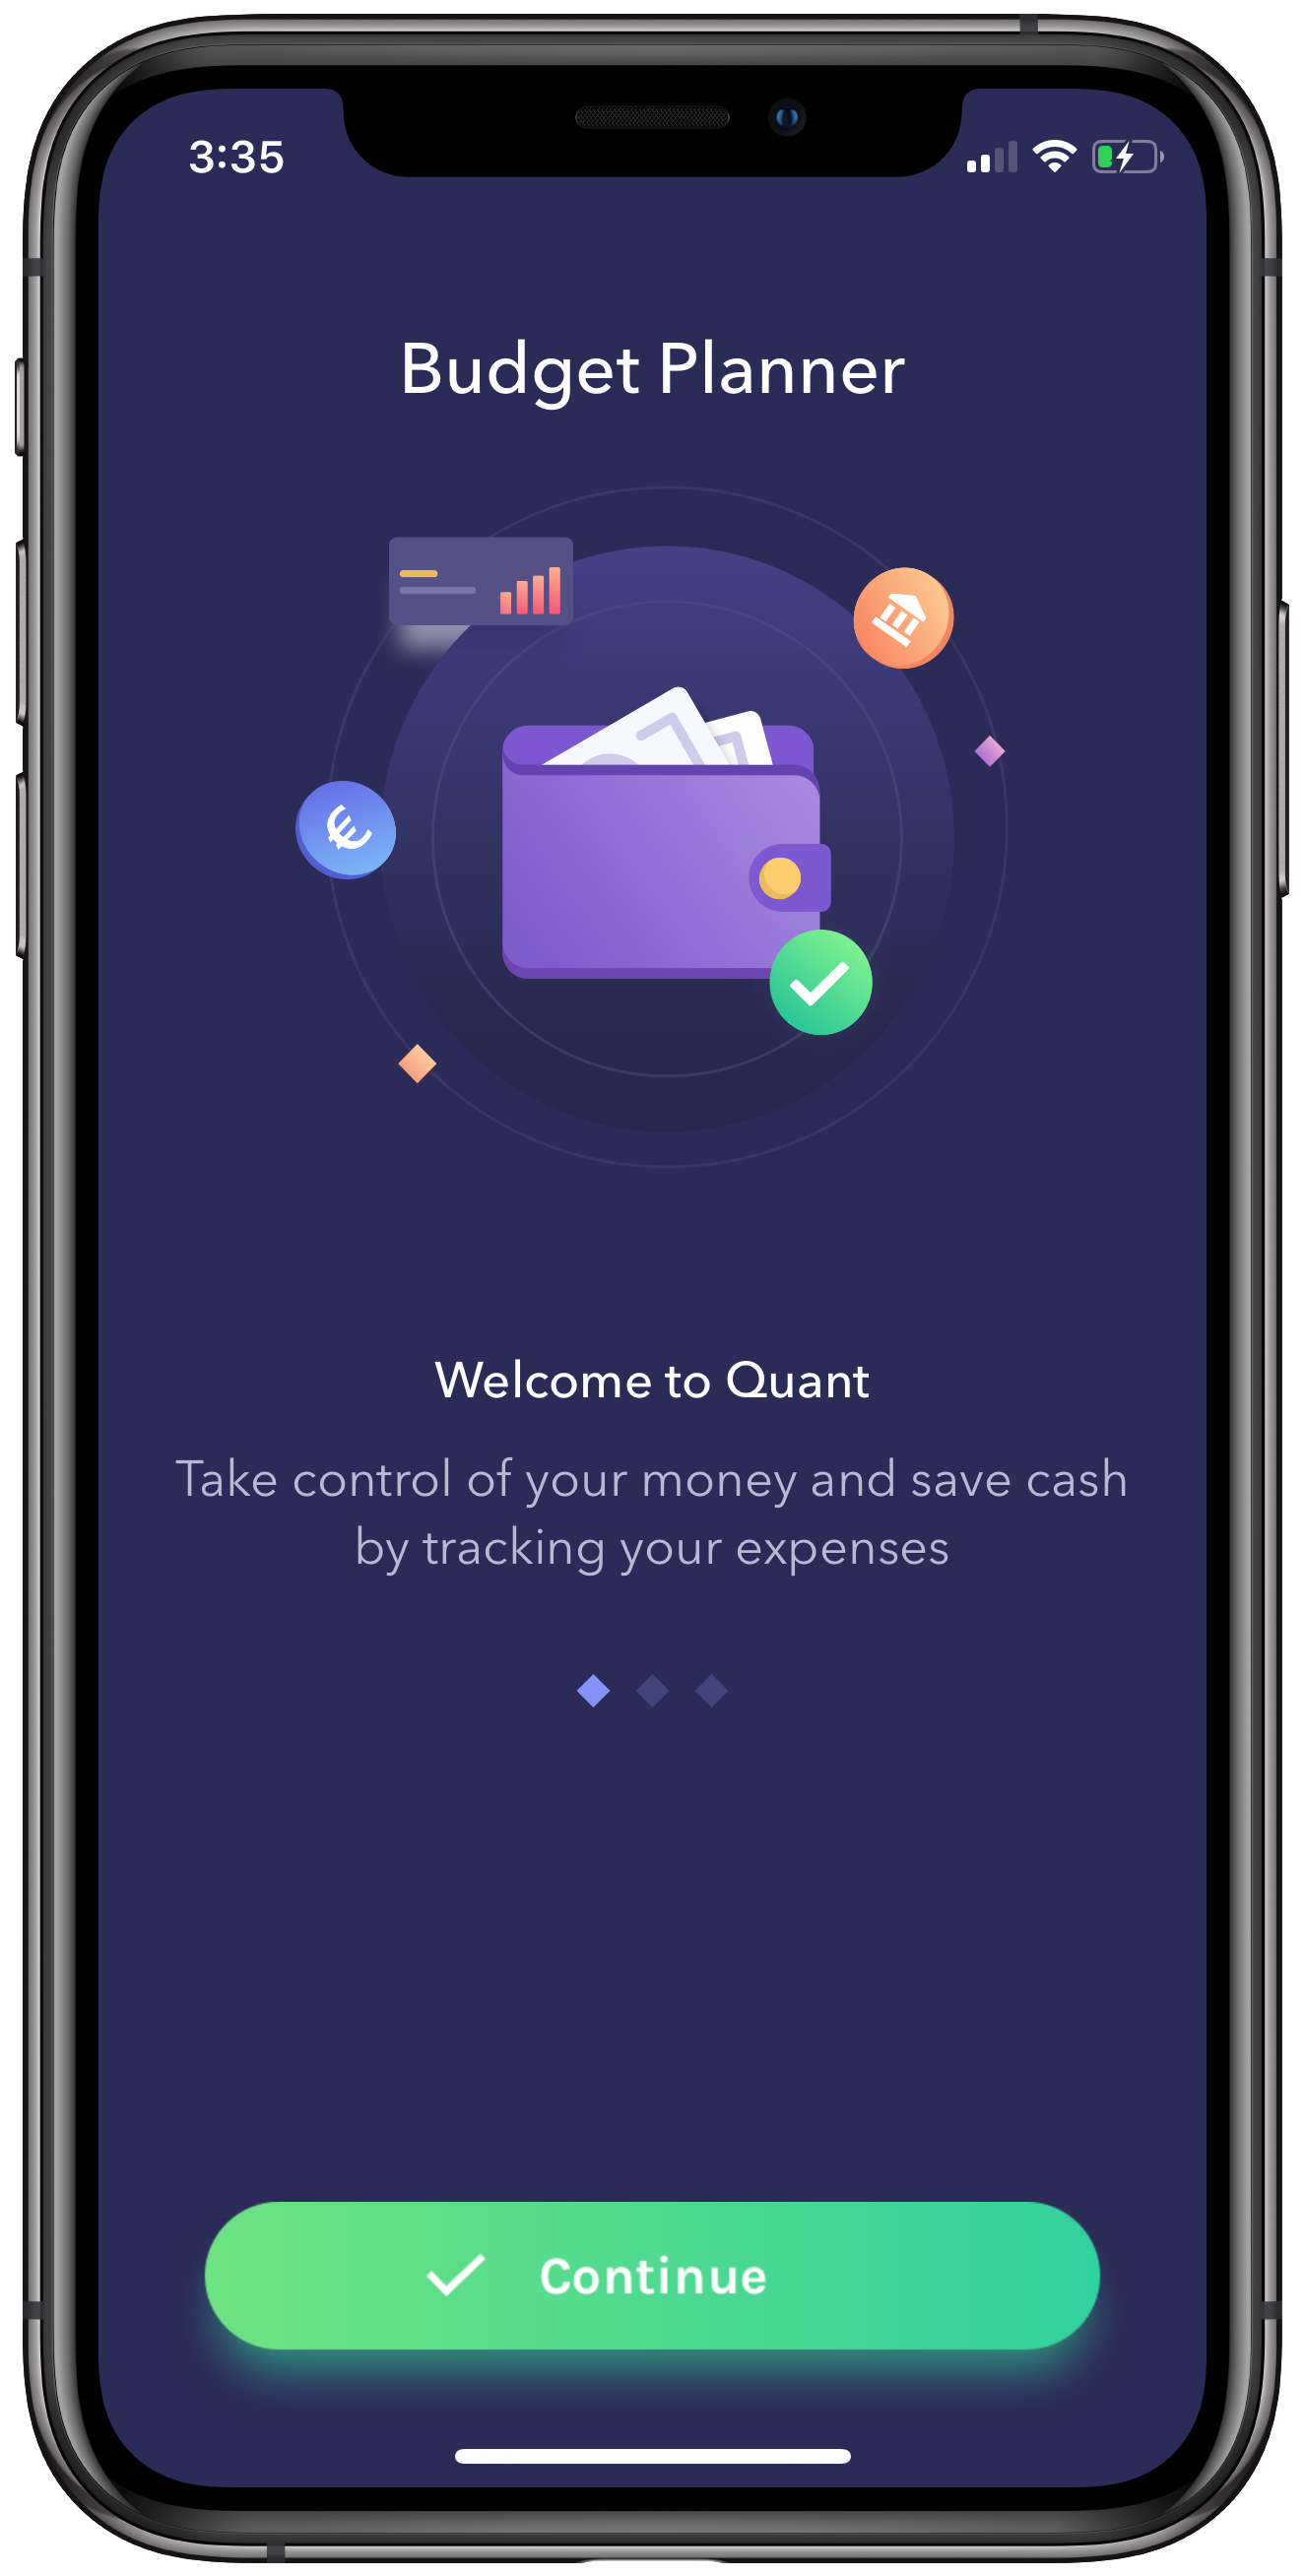 3:35
Budget Planner
€
Welcome to Quant
Take control of your money and save cash
by tracking your expenses
Continue